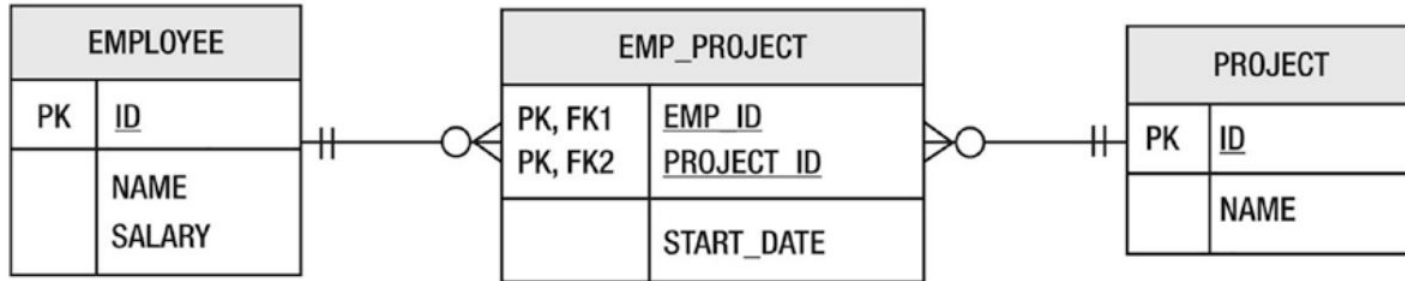 EMPLOYEE
PK ID
NAME
SALARY
EMP_PROJECT
PK, FK1 EMP_ID
PK, FK2 PROJECT_ID
START_DATE
PROJECT
PK ID
NAME